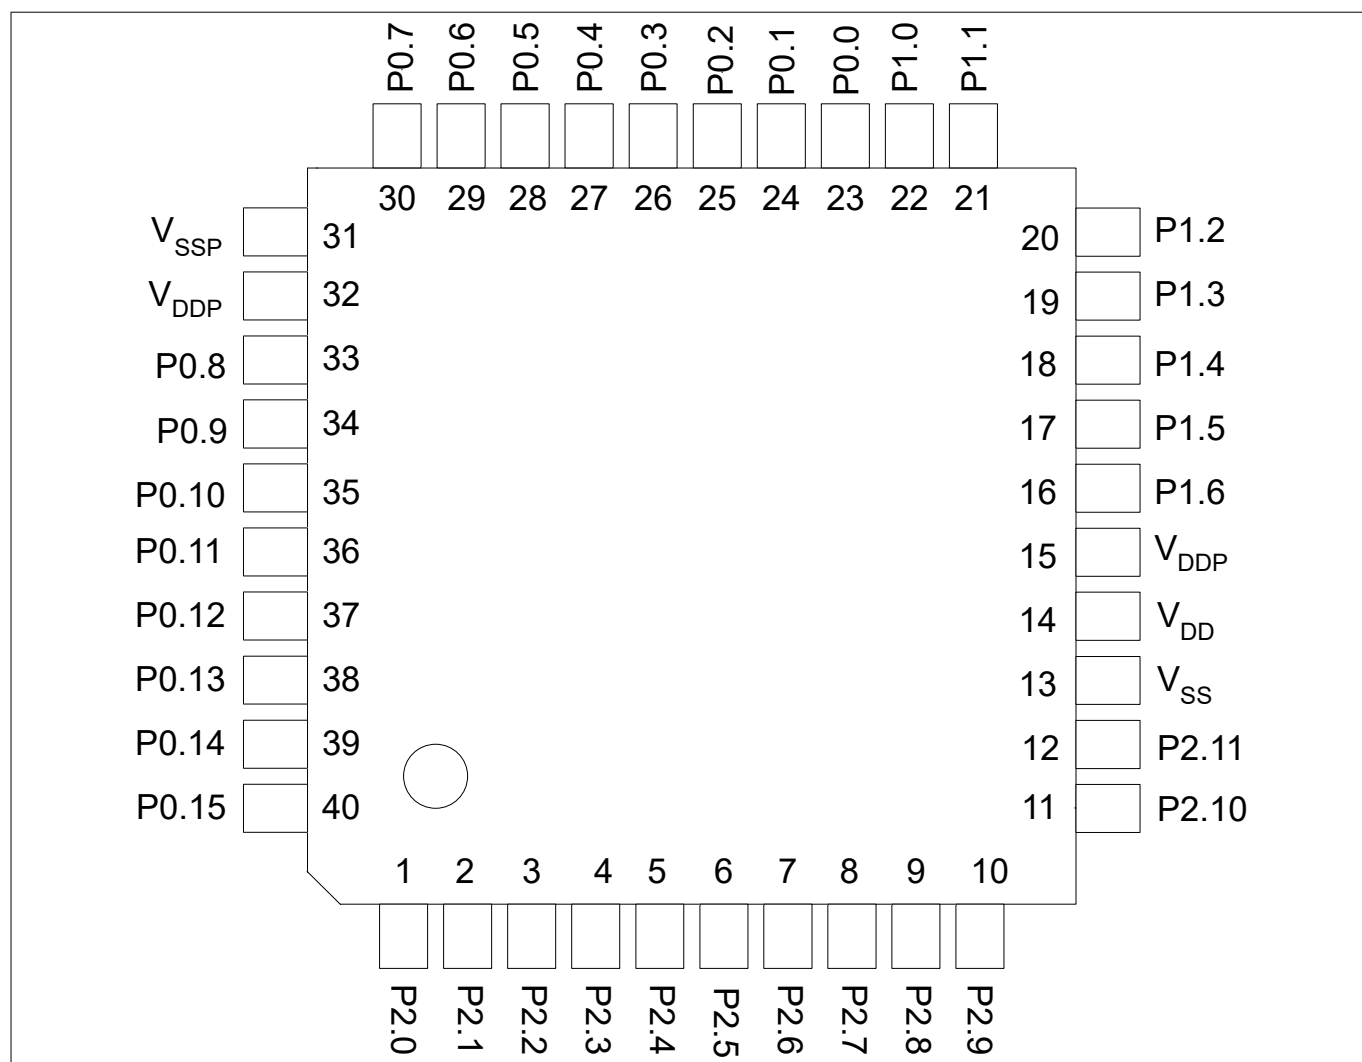 P0.7 P0.6 P0.5 P0.4 P0.3 P0.2 P0.1 P0.0 P1.0 P1.1
30 29 28 27 26 25 24 23 22 21
VSSP 31 20 P1.2
VDDP 32 19 P1.3
P0.8 33 18 P1.4
P0.9 34 17 P1.5
P0.10 35 16 P1.6
P0.11 36 15 VDDP
P0.12 37 14 VDD
P0.13 38 13 VSS
P0.14 39 12 P2.11
P0.15 40 11 P2.10
1 2 3 4 5 6 7 8 9 10
P2.0 P2.1 P2.2 P2.3 P2.4 P2.5 P2.6 P2.7 P2.8 P2.9